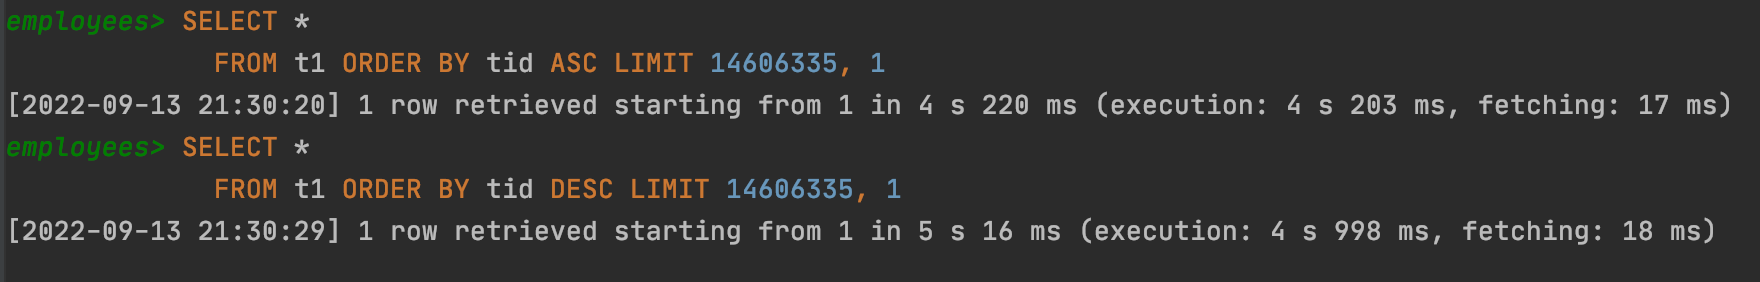 employees> SELECT *
FROM t1 ORDER BY tid ASC LIMIT 14606335, 1
[2022-09-13 21:30:20] 1 row retrieved starting from 1 in 4 s 220 ms (execution: 4 s 203 ms, fetching: 17 ms)
employees> SELECT *
FROM t1 ORDER BY tid DESC LIMIT 14606335, 1
[2022-09-13 21:30:29] 1 row retrieved starting from 1 in 5 s 16 ms (execution: 4 s 998 ms, fetching: 18 ms)